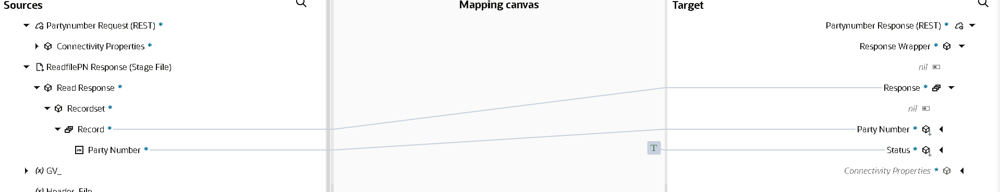 Sources Mapping canvas Target
Partynumber Request (REST) * Partynumber Response (REST) *
Connectivity Properties * Response Wrapper *
ReadfilePN Response (Stage File) nil
Read Response * Response *
Recordset * nil
Record * Party Number *
abc Party Number * T Status *
(x) GV_ Connectivity Properties *
(x) Header_File